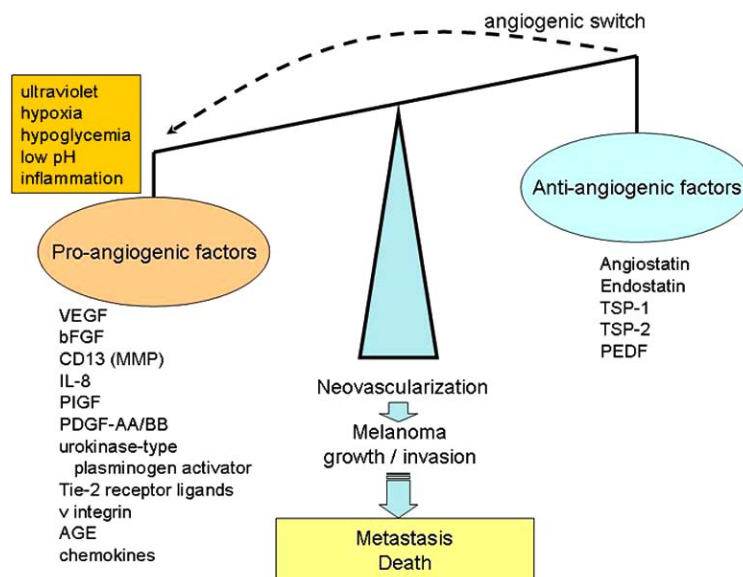 angiogenic switch
ultraviolet
hypoxia
hypoglycemia
low pH
inflammation
Pro-angiogenic factors
VEGF
bFGF
CD13 (MMP)
IL-8
PIGF
PDGF-AA/BB
urokinase-type
plasminogen activator
Tie-2 receptor ligands
v integrin
AGE
chemokines
Anti-angiogenic factors
Angiostatin
Endostatin
TSP-1
TSP-2
PEDF
Neovascularization
Melanoma
growth / invasion
Metastasis
Death